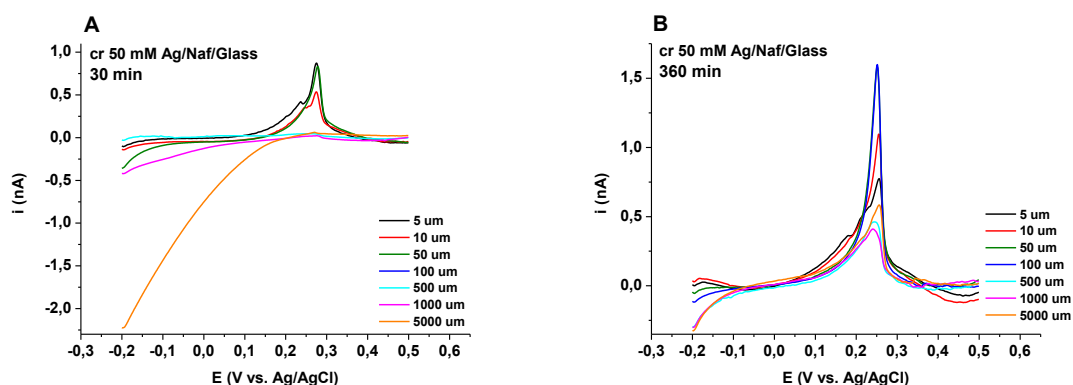 A
cr 50 mM Ag/Naf/Glass
30 min
1,0
0,5
0,0
-0,5
-1,0
-1,5
-2,0
i (nA)
5 um
10 um
50 um
100 um
500 um
1000 um
5000 um
-0,3 -0,2 -0,1 0,0 0,1 0,2 0,3 0,4 0,5 0,6
E (V vs. Ag/AgCl)
B
cr 50 mM Ag/Naf/Glass
360 min
1,5
1,0
0,5
0,0
i (nA)
5 um
10 um
50 um
100 um
500 um
1000 um
5000 um
-0,3 -0,2 -0,1 0,0 0,1 0,2 0,3 0,4 0,5 0,6
E (V vs. Ag/AgCl)